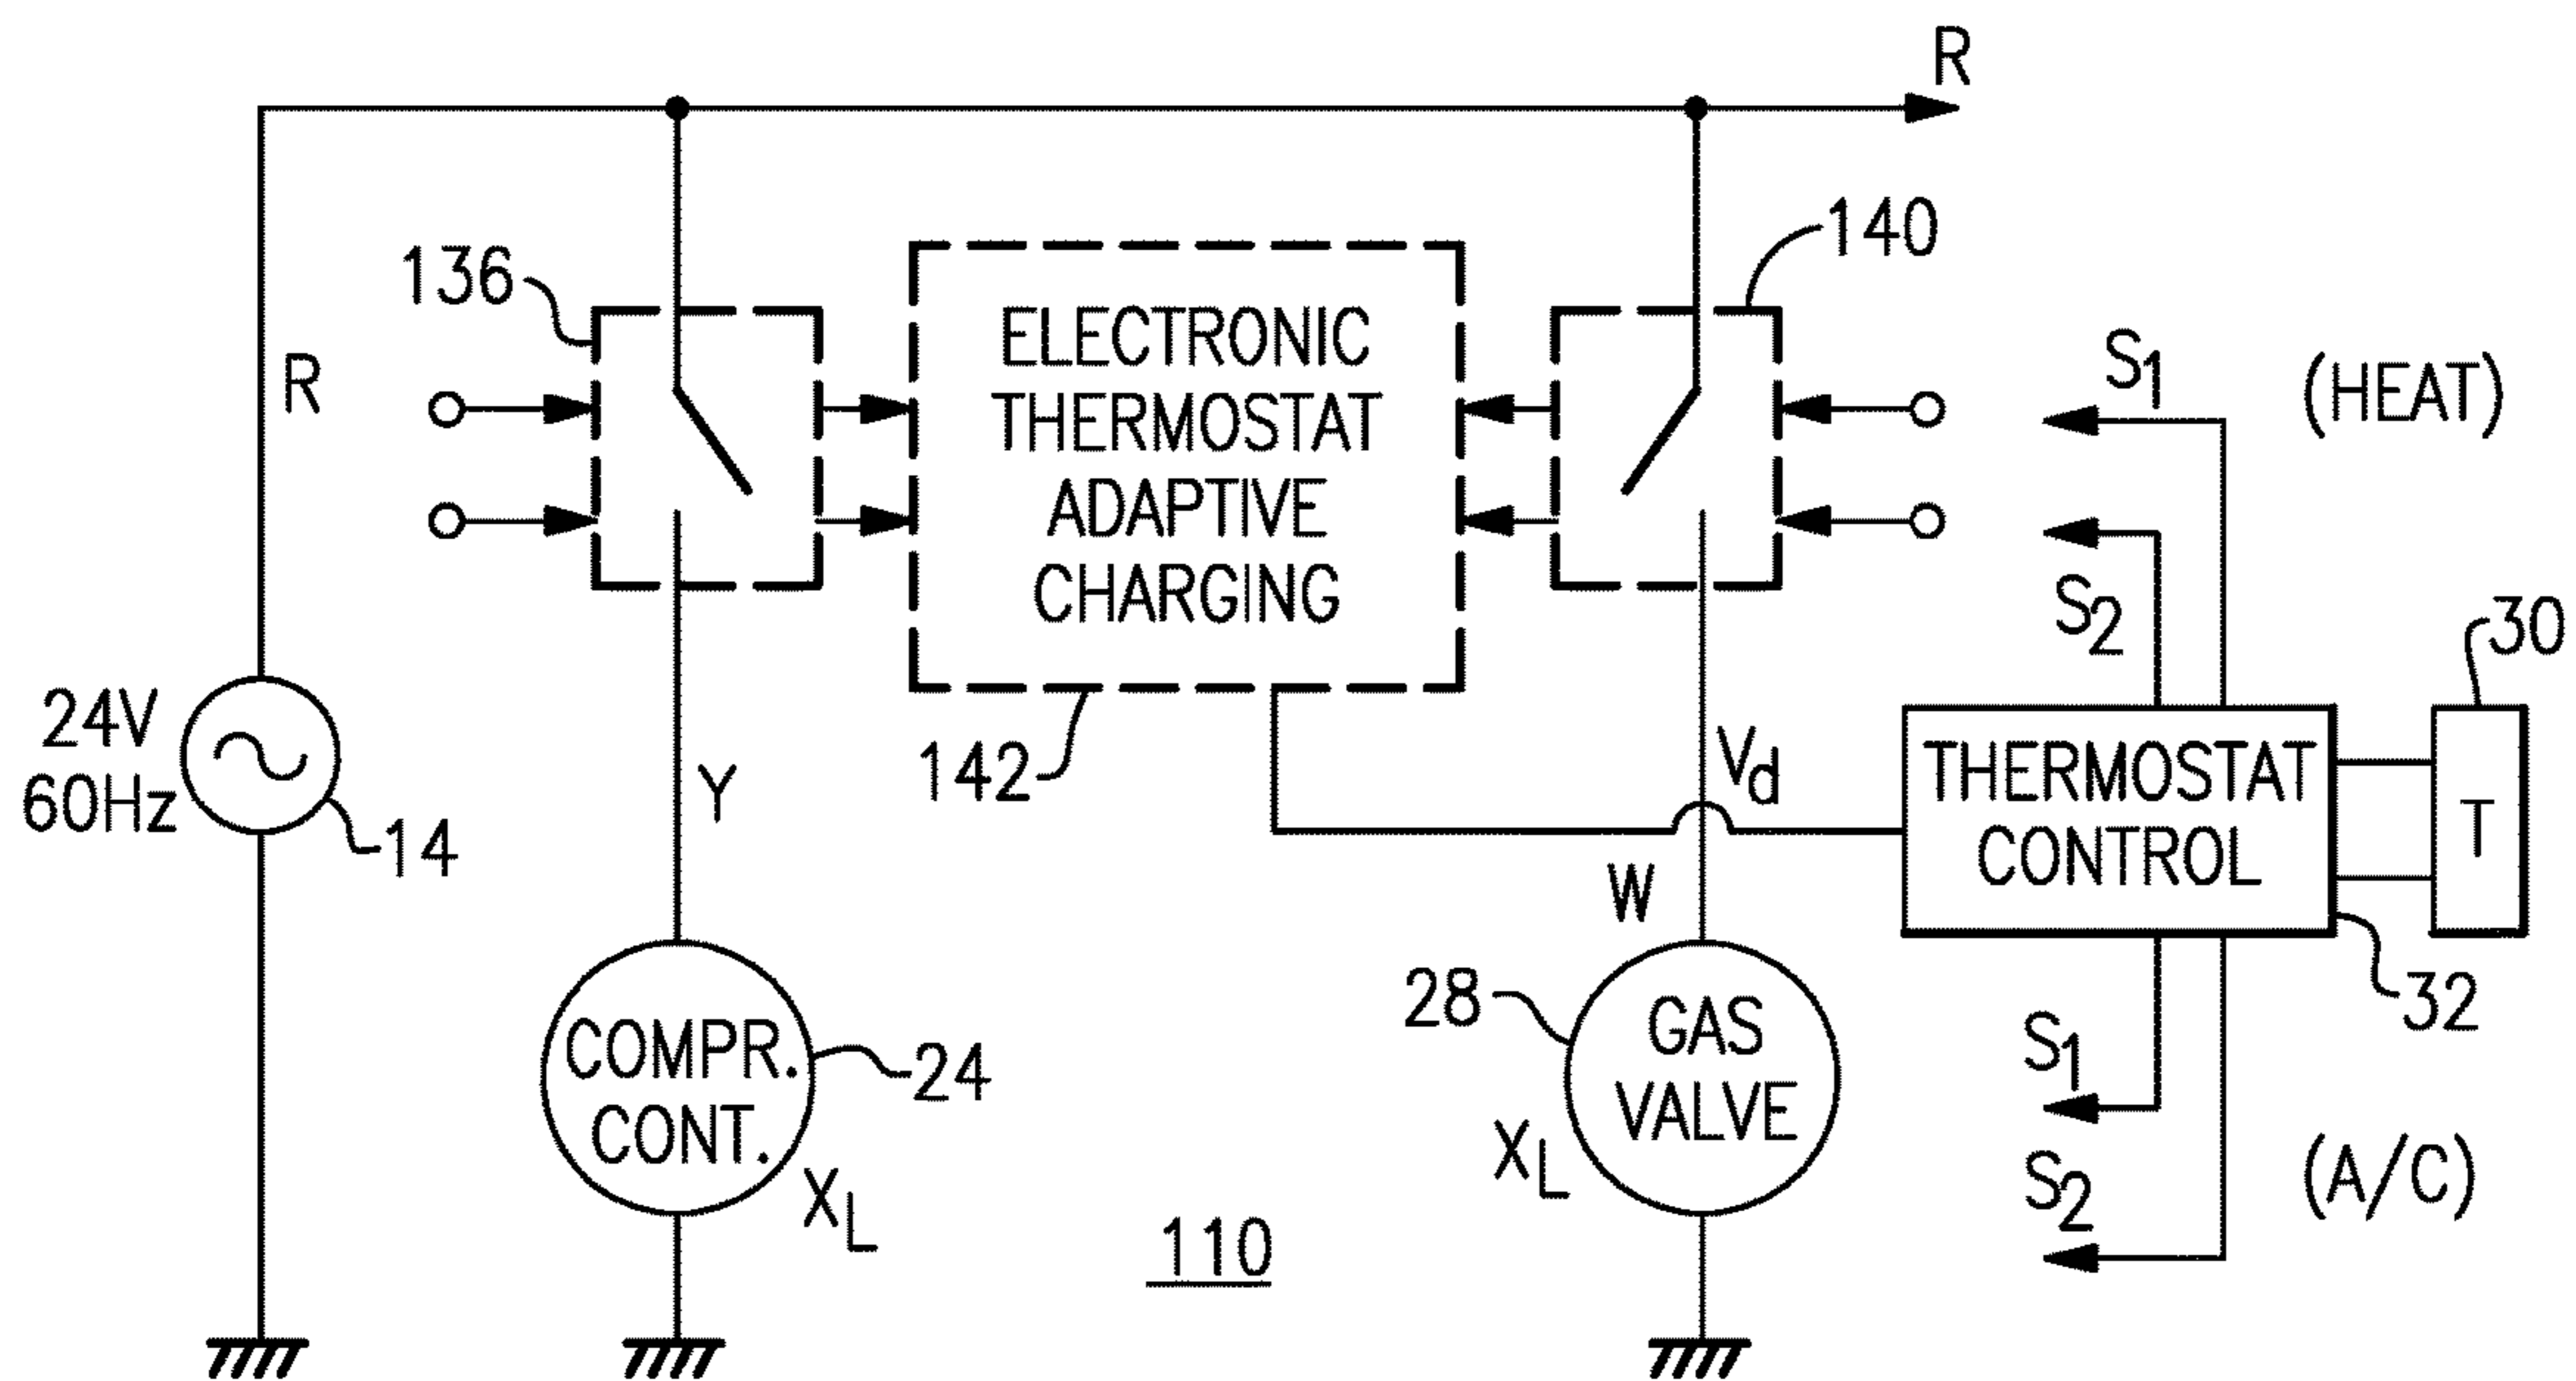 R
140
136
ELECTRONIC
THERMOSTAT
ADAPTIVE
CHARGING
R
S1
(HEAT)
S2
30
24V
60Hz
14
142
Y
Vd
W
THERMOSTAT
CONTROL
T
32
COMPR.
CONT.
24
XL
28
GAS
VALVE
XL
S1
S2
(A/C)
110